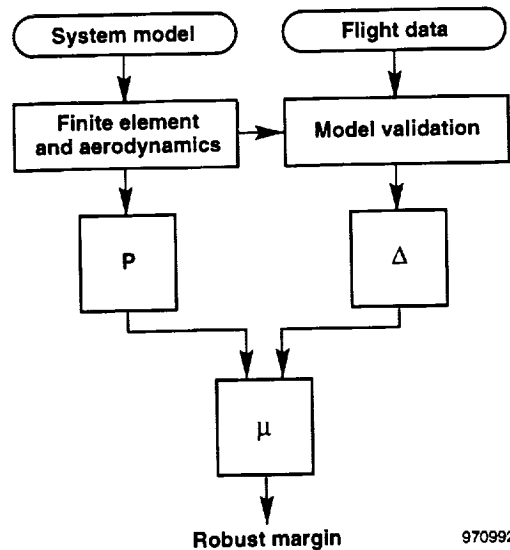 System model
Flight data
Finite element
and aerodynamics
Model validation
P
Δ
μ
Robust margin
970992